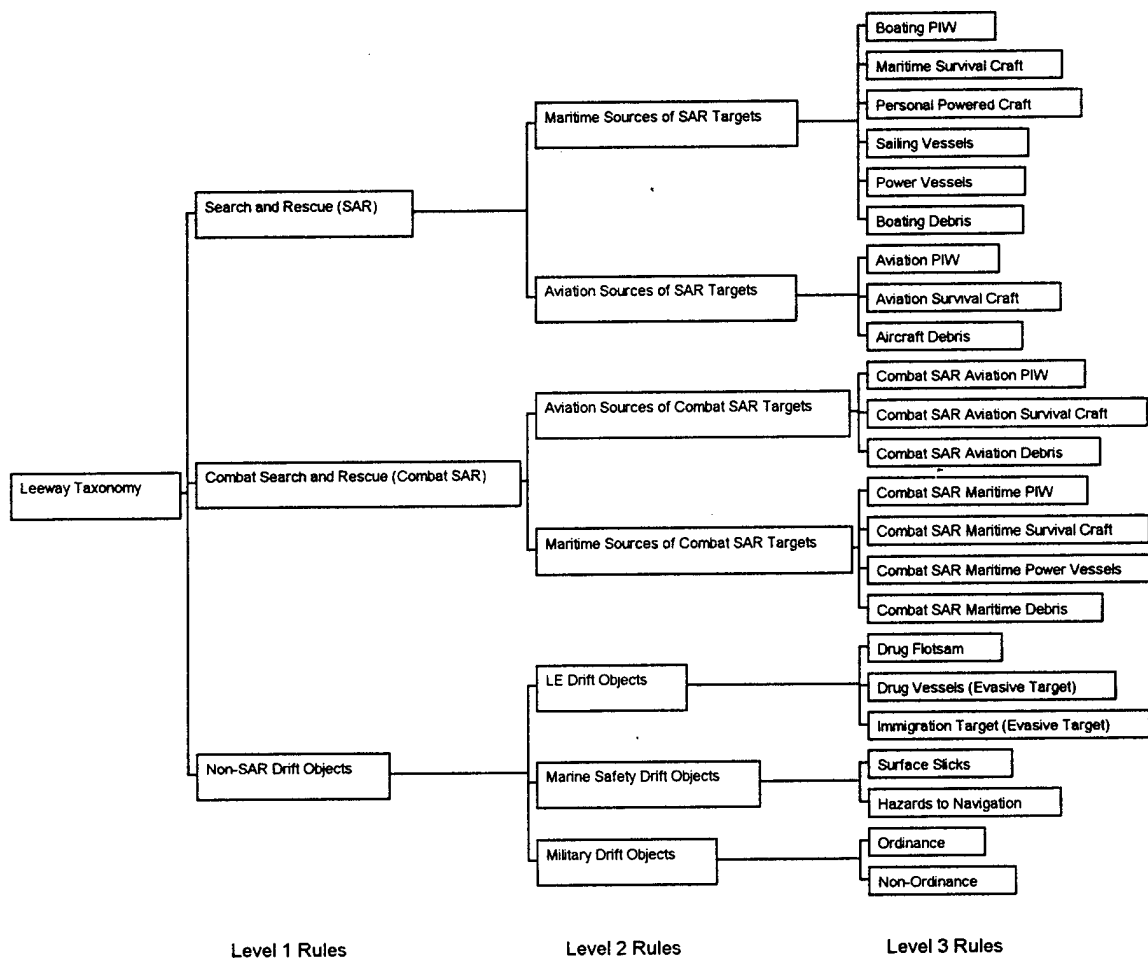 Boating PIW
Maritime Survival Craft
Personal Powered Craft
Maritime Sources of SAR Targets
Sailing Vessels
Power Vessels
Search and Rescue (SAR)
Boating Debris
Aviation PIW
Aviation Sources of SAR Targets
Aviation Survival Craft
Aircraft Debris
Combat SAR Aviation PIW
Aviation Sources of Combat SAR Targets
Combat SAR Aviation Survival Craft
Combat SAR Aviation Debris
Leeway Taxonomy
Combat Search and Rescue (Combat SAR)
Combat SAR Maritime PIW
Maritime Sources of Combat SAR Targets
Combat SAR Maritime Survival Craft
Combat SAR Maritime Power Vessels
Combat SAR Maritime Debris
Drug Flotsam
LE Drift Objects
Drug Vessels (Evasive Target)
Immigration Target (Evasive Target)
Non-SAR Drift Objects
Marine Safety Drift Objects
Surface Slicks
Hazards to Navigation
Military Drift Objects
Ordinance
Non-Ordinance
Level 1 Rules
Level 2 Rules
Level 3 Rules